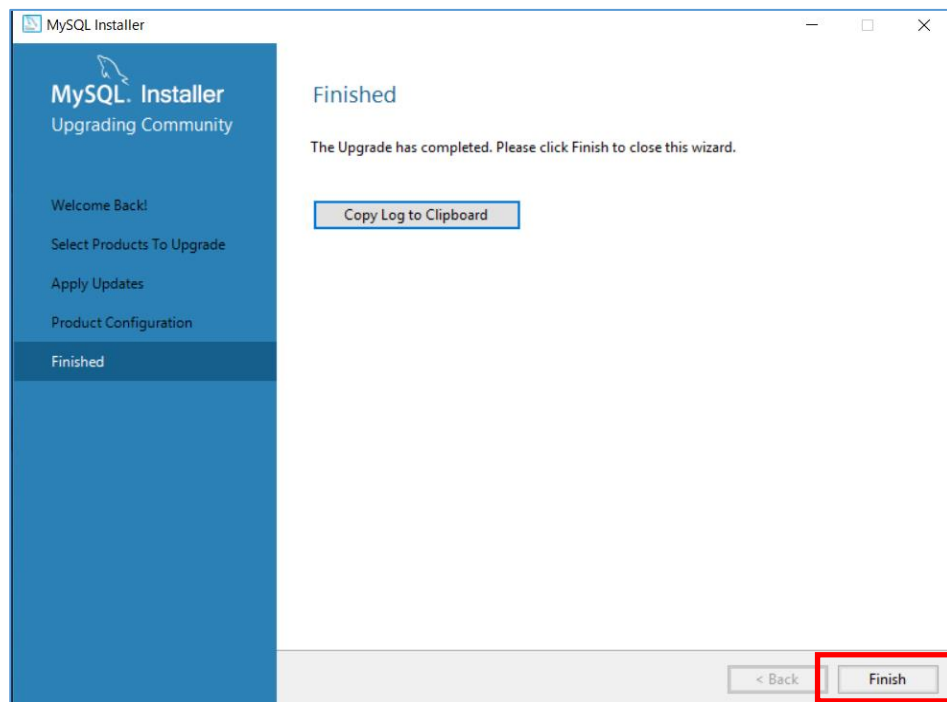 MySQL Installer
MySQL. Installer
Upgrading Community
Welcome Back!
Select Products To Upgrade
Apply Updates
Product Configuration
Finished
Finished
The Upgrade has completed. Please click Finish to close this wizard.
Copy Log to Clipboard
< Back
Finish